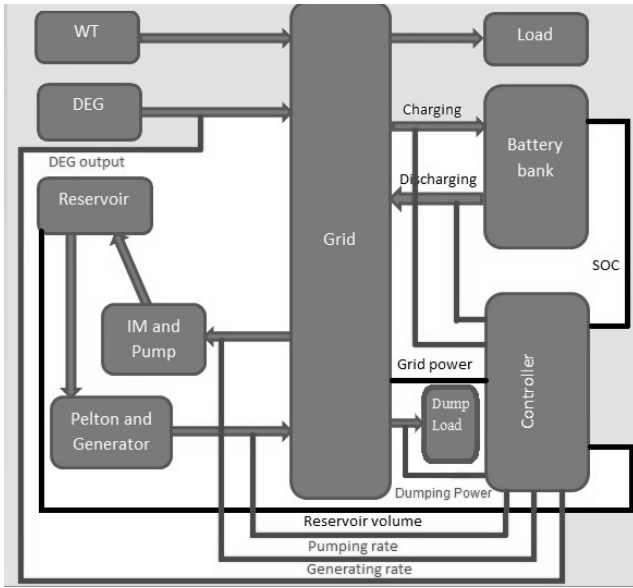 WT
Load
DEG
Charging
Battery
bank
DEG output
Discharging
Reservoir
Grid
SOC
IM and
Pump
Grid power
Controller
Pelton and
Generator
Dump
Load
Dumping Power
Reservoir volume
Pumping rate
Generating rate